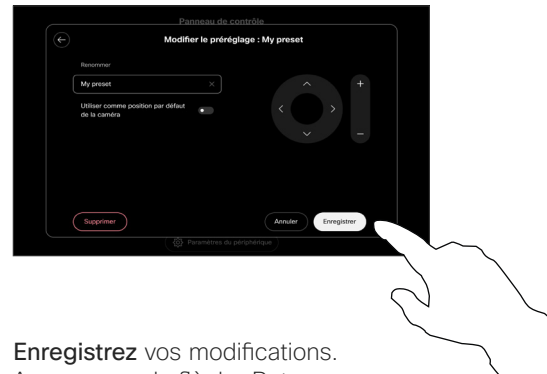 Panneau de contrôle
Modifier le préréglage : My preset
Renommer
My preset
Utiliser comme position par défaut
de la caméra
Supprimer
Annuler
Enregistrer
Paramètres du périphérique
Enregistrez vos modifications.